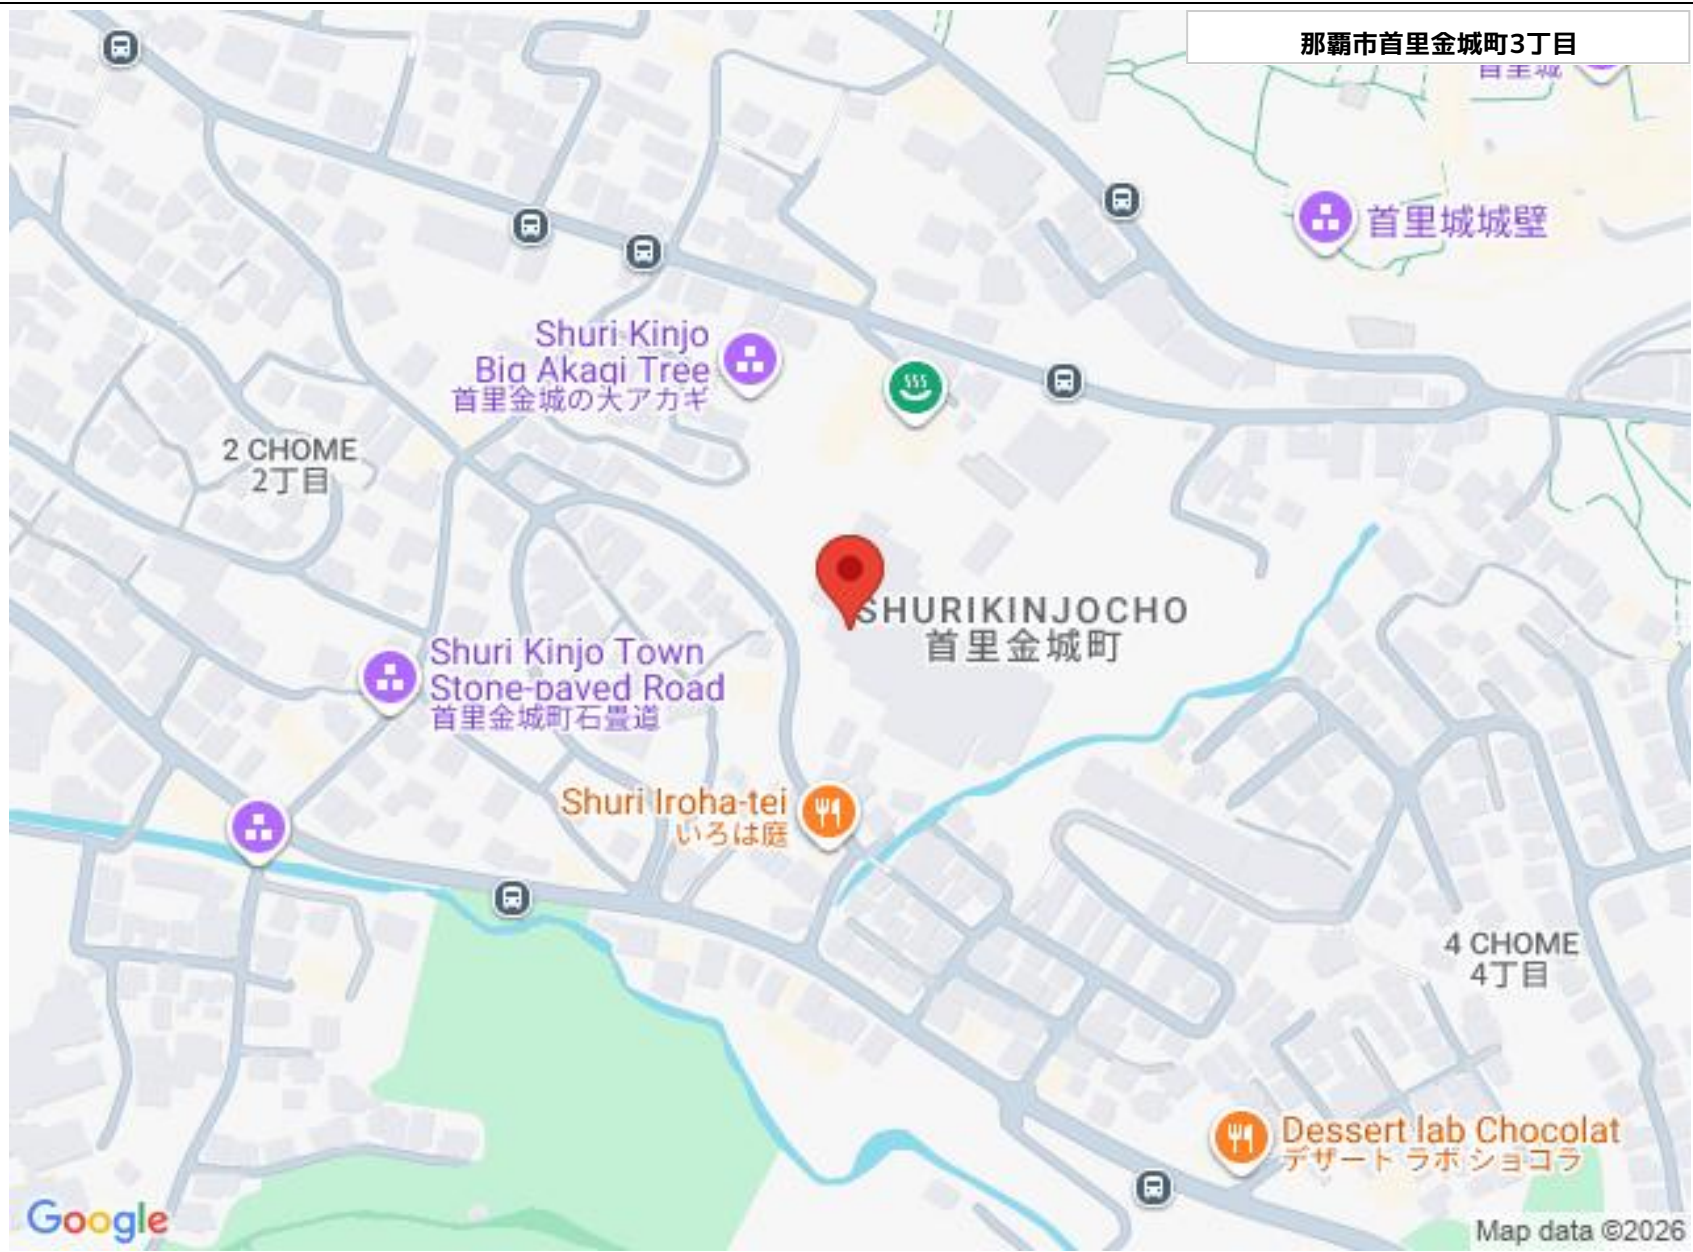 那覇市首里金城町3丁目
首里城
首里城城壁
Shuri Kinjo
Big Akagi Tree
首里金城の大アカギ
2 CHOME
2丁目
SHURIKINJOCHO
首里金城町
Shuri Kinjo Town
Stone-paved Road
首里金城町石畳道
Shuri Iroha-tei
いろは庭
4 CHOME
4丁目
Dessert lab Chocolat
デザート ラボ ショコラ
Google
Map data ©2026